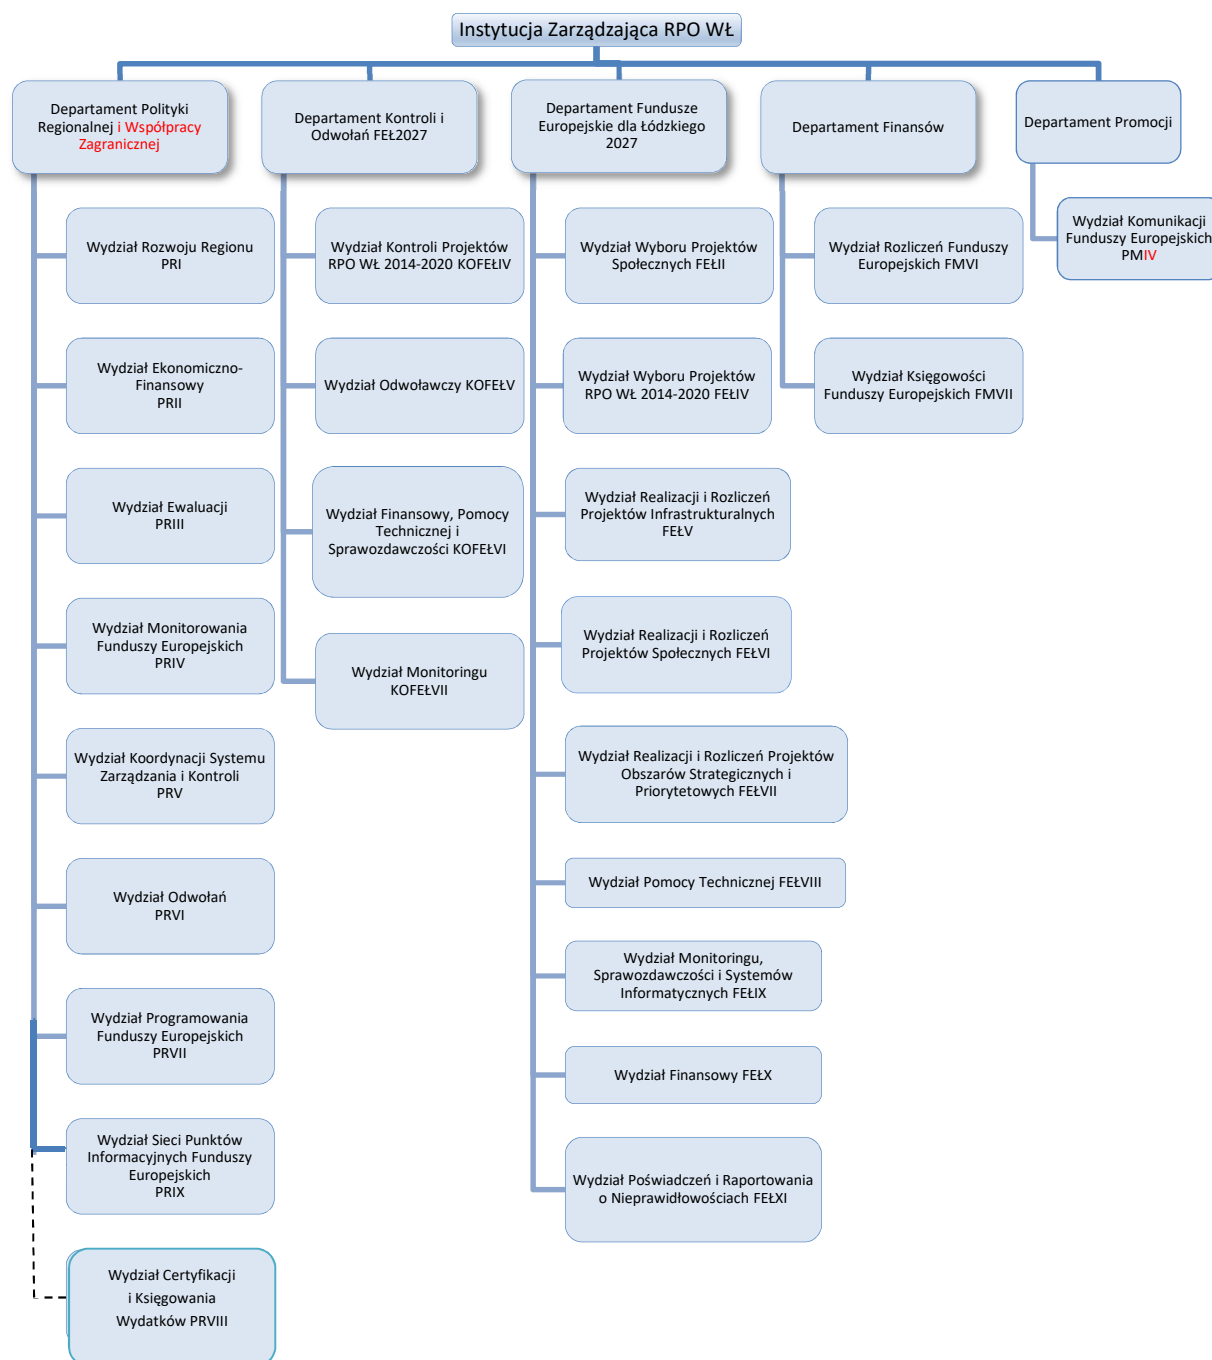 Instytucja Zarządzająca RPO WŁ
Departament Polityki
Regionalnej i Współpracy
Zagranicznej
Wydział Rozwoju Regionu
PRI
Wydział Ekonomiczno-
Finansowy
PRII
Wydział Ewaluacji
PRIII
Wydział Monitorowania
Funduszy Europejskich
PRIV
Wydział Koordynacji Systemu
Zarządzania i Kontroli
PRV
Wydział Odwołań
PRVI
Wydział Programowania
Funduszy Europejskich
PRVII
Wydział Sieci Punktów
Informacyjnych Funduszy
Europejskich
PRIX
Wydział Certyfikacji
i Księgowania
Wydatków PRVIII
Departament Kontroli i
Odwołań FEŁ2027
Wydział Kontroli Projektów
RPO WŁ 2014-2020 KOFEŁIV
Wydział Odwoławczy KOFEŁV
Wydział Finansowy, Pomocy
Technicznej i
Sprawozdawczości KOFEŁVI
Wydział Monitoringu
KOFEŁVII
Departament Fundusze
Europejskie dla Łódzkiego
2027
Wydział Wyboru Projektów
Społecznych FEŁII
Wydział Wyboru Projektów
RPO WŁ 2014-2020 FEŁIV
Wydział Realizacji i Rozliczeń
Projektów Infrastrukturalnych
FEŁV
Wydział Realizacji i Rozliczeń
Projektów Społecznych FEŁVI
Wydział Realizacji i Rozliczeń Projektów
Obszarów Strategicznych i
Priorytetowych FEŁVII
Wydział Pomocy Technicznej FEŁVIII
Wydział Monitoringu,
Sprawozdawczości i Systemów
Informatycznych FEŁIX
Wydział Finansowy FEŁX
Wydział Poświadczeń i Raportowania
o Nieprawidłowościach FEŁXI
Departament Finansów
Wydział Rozliczeń Funduszy
Europejskich FMVI
Wydział Księgowości
Funduszy Europejskich FMVII
Departament Promocji
Wydział Komunikacji
Funduszy Europejskich
PMIV